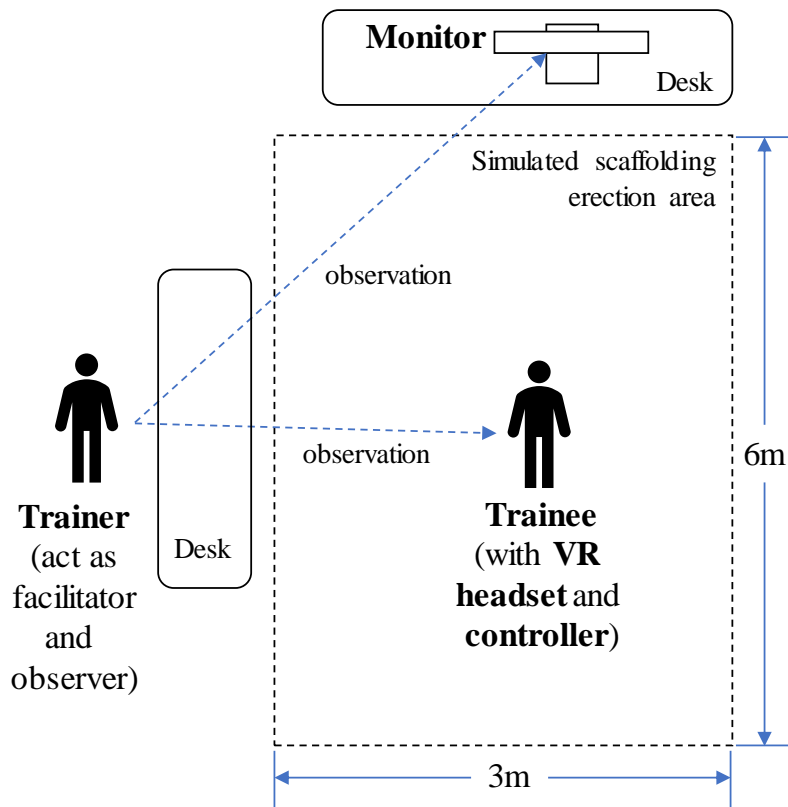 Monitor
Desk
Simulated scaffolding
erection area
observation
observation
Trainer
(act as
facilitator
and
observer)
Desk
Trainee
(with VR
headset and
controller)
6m
3m